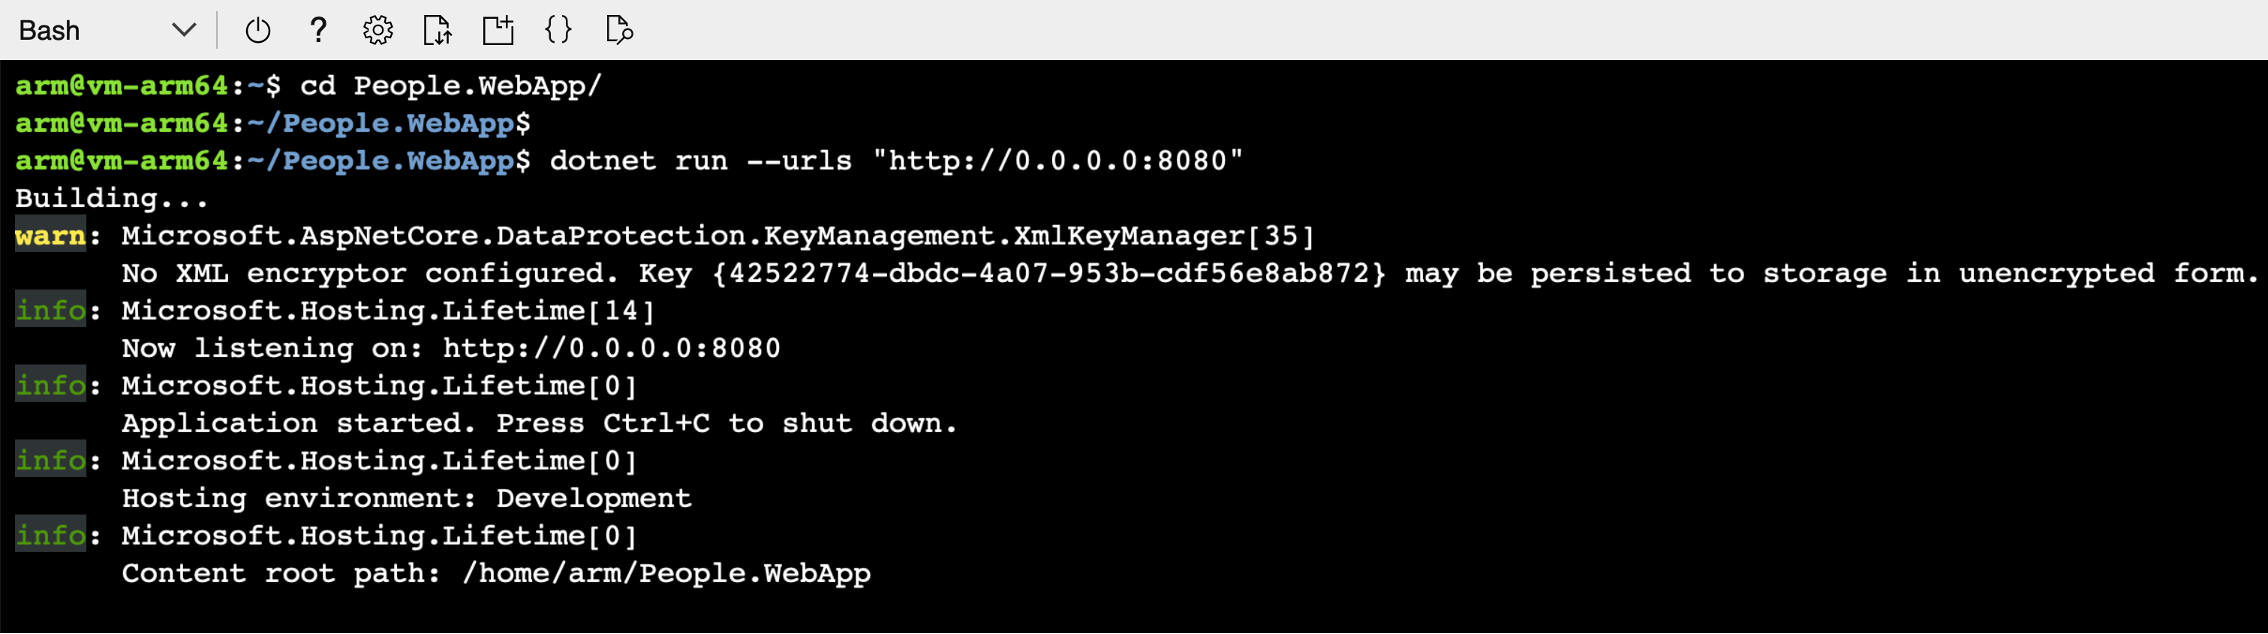 Bash
arm@vm-arm64:~$ cd People.WebApp/
arm@vm-arm64:~/People.WebApp$
arm@vm-arm64:~/People.WebApp$ dotnet run --urls "http://0.0.0.0:8080"
Building...
warn: Microsoft.AspNetCore.DataProtection.KeyManagement.XmlKeyManager[35]
No XML encryptor configured. Key {42522774-dbdc-4a07-953b-cdf56e8ab872} may be persisted to storage in unencrypted form.
info: Microsoft.Hosting.Lifetime[14]
Now listening on: http://0.0.0.0:8080
info: Microsoft.Hosting.Lifetime[0]
Application started. Press Ctrl+C to shut down.
info: Microsoft.Hosting.Lifetime[0]
Hosting environment: Development
info: Microsoft.Hosting.Lifetime[0]
Content root path: /home/arm/People.WebApp